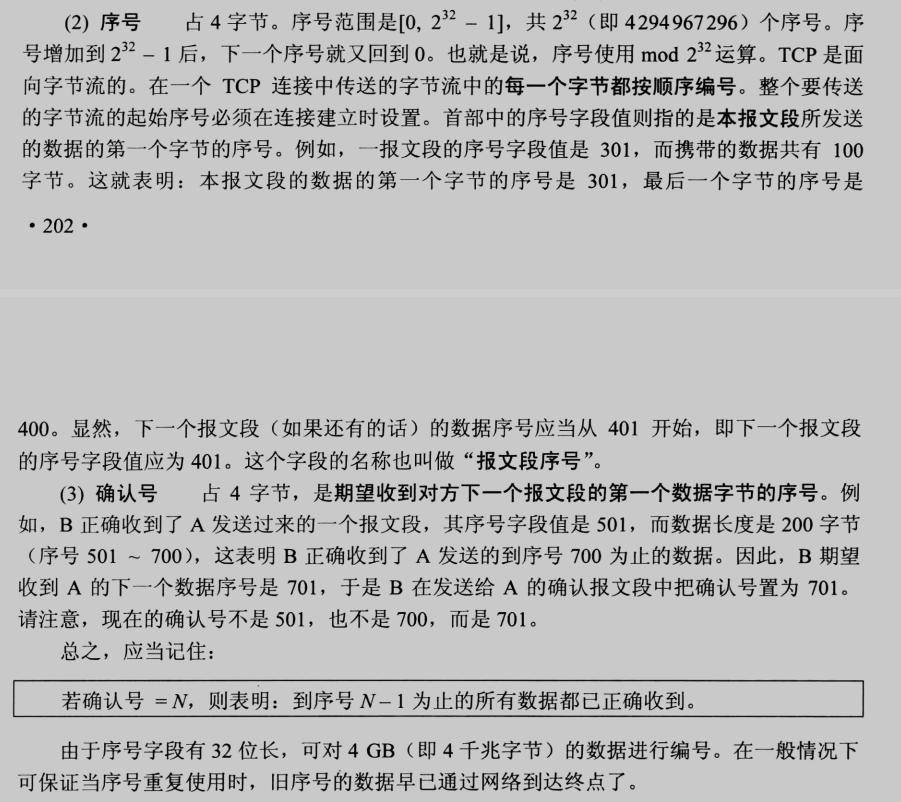 (2) 序号 占 4 字节。序号范围是[0, 2³² – 1]，共 2³²（即 4294967296）个序号。序
号增加到 2³² – 1 后，下一个序号就又回到 0。也就是说，序号使用 mod 2³² 运算。TCP 是面
向字节流的。在一个 TCP 连接中传送的字节流中的每一个字节都按顺序编号。整个要传送
的字节流的起始序号必须在连接建立时设置。首部中的序号字段值则指的是本报文段所发送
的数据的第一个字节的序号。例如，一报文段的序号字段值是 301，而携带的数据共有 100
字节。这就表明：本报文段的数据的第一个字节的序号是 301，最后一个字节的序号是
• 202 •
400。显然，下一个报文段（如果还有的话）的数据序号应当从 401 开始，即下一个报文段
的序号字段值应为 401。这个字段的名称也叫做“报文段序号”。
(3) 确认号 占 4 字节，是期望收到对方下一个报文段的第一个数据字节的序号。例
如，B 正确收到了 A 发送过来的一个报文段，其序号字段值是 501，而数据长度是 200 字节
（序号 501 ~ 700），这表明 B 正确收到了 A 发送的到序号 700 为止的数据。因此，B 期望
收到 A 的下一个数据序号是 701，于是 B 在发送给 A 的确认报文段中把确认号置为 701。
请注意，现在的确认号不是 501，也不是 700，而是 701。
总之，应当记住：
若确认号 = N，则表明：到序号 N – 1 为止的所有数据都已正确收到。
由于序号字段有 32 位长，可对 4 GB（即 4 千兆字节）的数据进行编号。在一般情况下
可保证当序号重复使用时，旧序号的数据早已通过网络到达终点了。